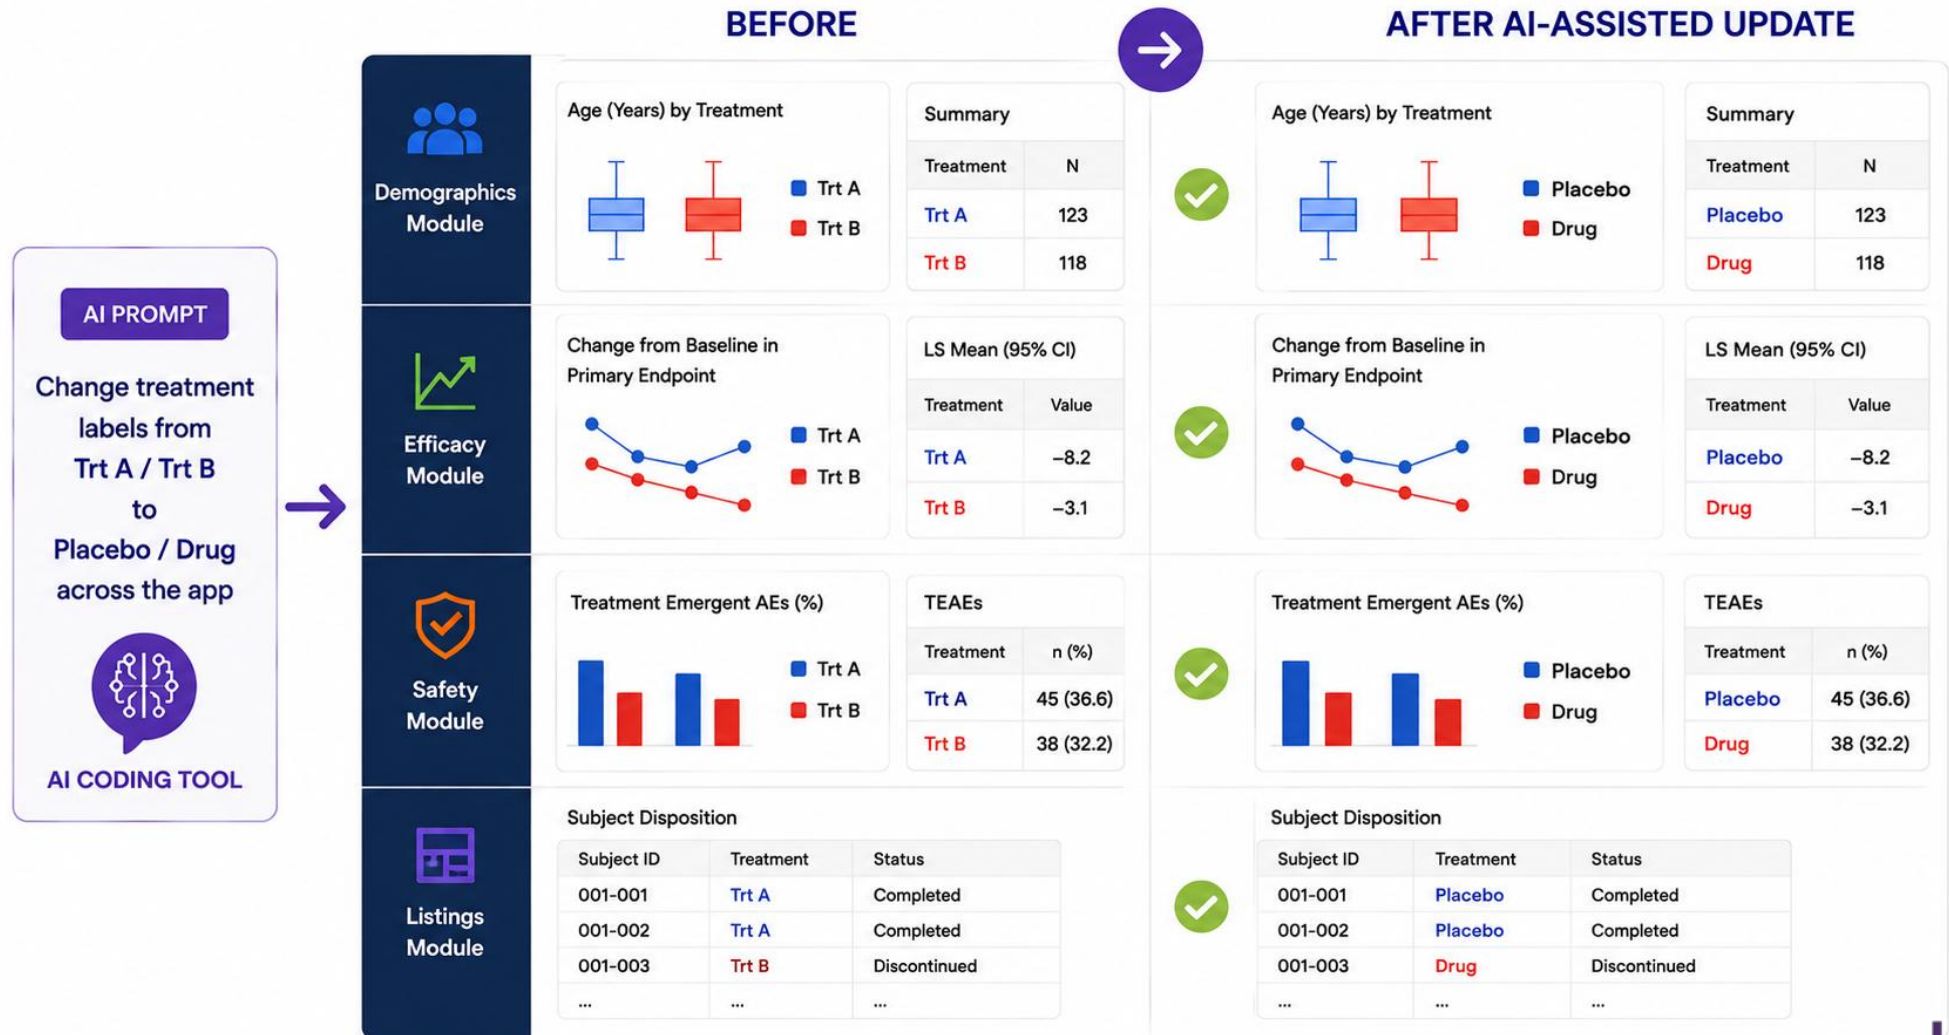 BEFORE
AFTER AI-ASSISTED UPDATE
AI PROMPT
Change treatment
labels from
Trt A / Trt B
to
Placebo / Drug
across the app
AI CODING TOOL
Demographics
Module
Age (Years) by Treatment
Trt A
Trt B
Summary
Treatment N
Trt A 123
Trt B 118
Age (Years) by Treatment
Placebo
Drug
Summary
Treatment N
Placebo 123
Drug 118
Efficacy
Module
Change from Baseline in
Primary Endpoint
Trt A
Trt B
LS Mean (95% CI)
Treatment Value
Trt A −8.2
Trt B −3.1
Change from Baseline in
Primary Endpoint
Placebo
Drug
LS Mean (95% CI)
Treatment Value
Placebo −8.2
Drug −3.1
Safety
Module
Treatment Emergent AEs (%)
Trt A
Trt B
TEAEs
Treatment n (%)
Trt A 45 (36.6)
Trt B 38 (32.2)
Treatment Emergent AEs (%)
Placebo
Drug
TEAEs
Treatment n (%)
Placebo 45 (36.6)
Drug 38 (32.2)
Listings
Module
Subject Disposition
Subject ID Treatment Status
001-001 Trt A Completed
001-002 Trt A Completed
001-003 Trt B Discontinued
... ... ...
Subject Disposition
Subject ID Treatment Status
001-001 Placebo Completed
001-002 Placebo Completed
001-003 Drug Discontinued
... ... ...